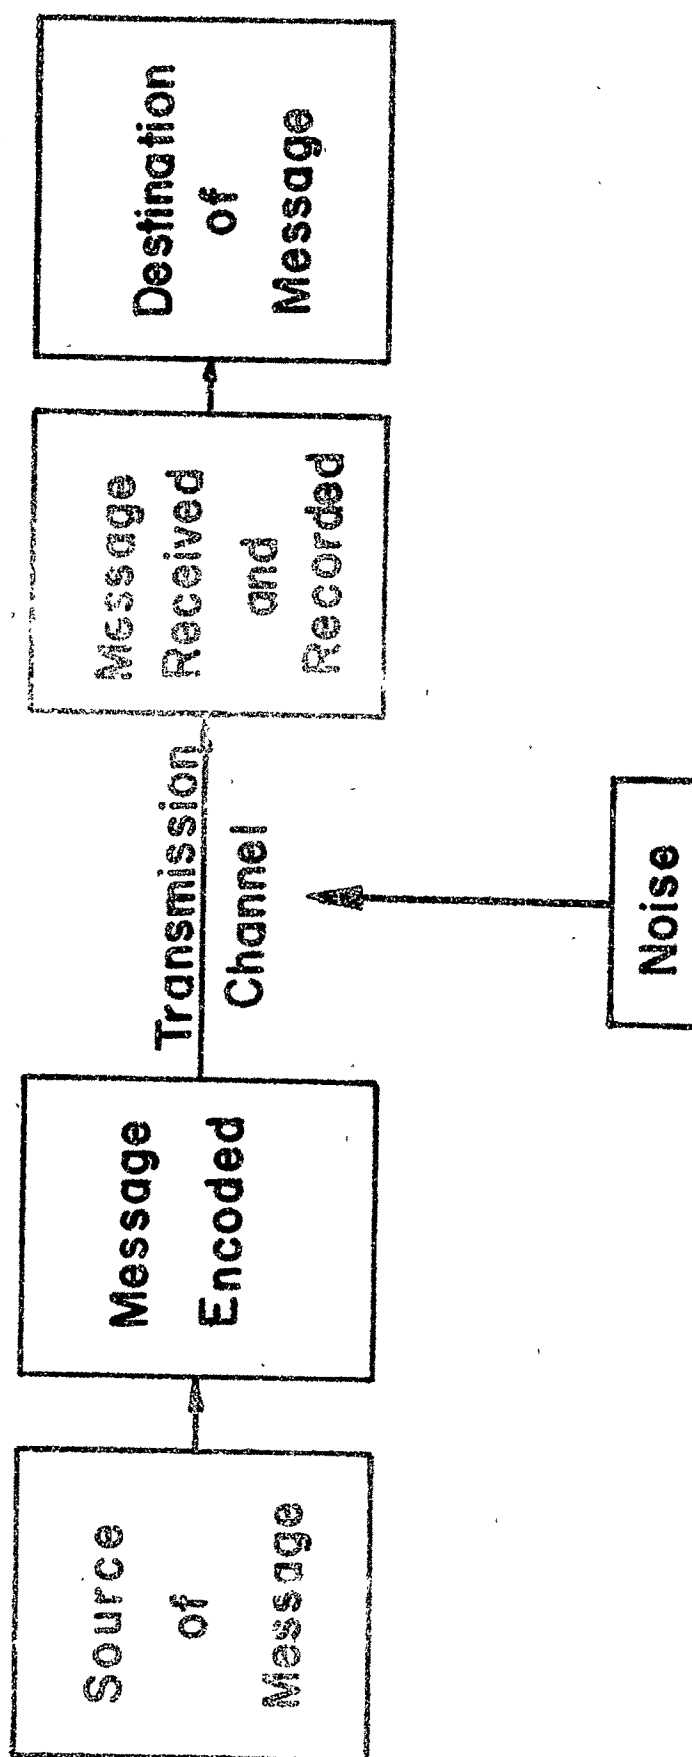 Source
of
Message
Message
Encoded
Transmission
Channel
Message
Received
and
Recorded
Destination
of
Message
Noise